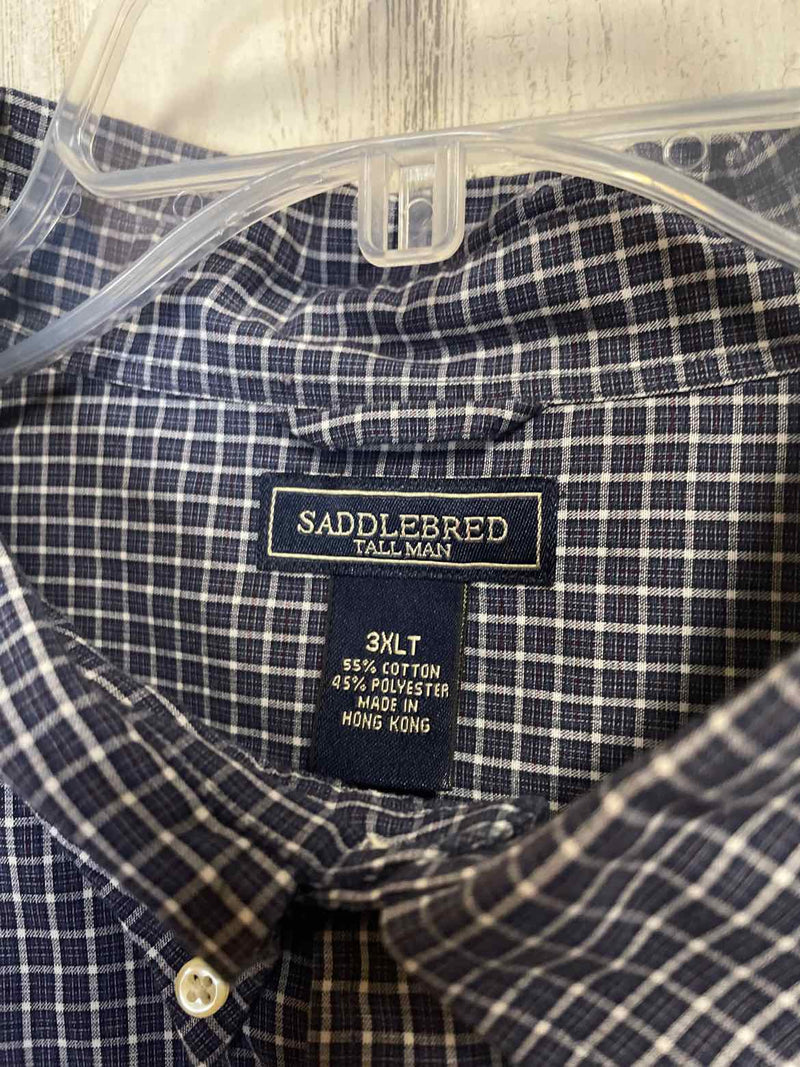 SADDLEBRED
TALL MAN
3XLT
55% COTTON
45% POLYESTER
MADE IN
HONG KONG